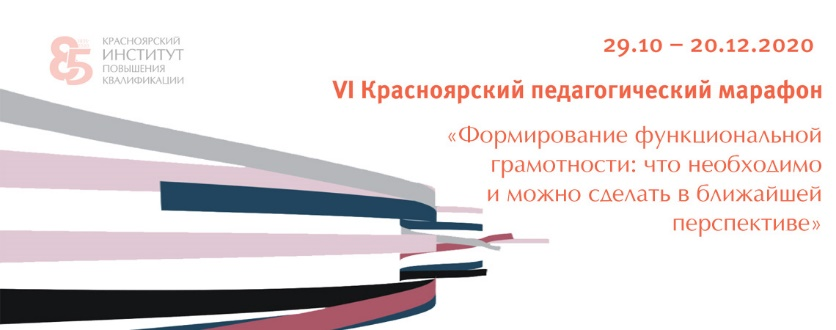 85
КРАСНОЯРСКИЙ
ИНСТИТУТ
ПОВЫШЕНИЯ
КВАЛИФИКАЦИИ
29.10 – 20.12.2020
VI Красноярский педагогический марафон
«Формирование функциональной
грамотности: что необходимо
и можно сделать в ближайшей
перспективе»